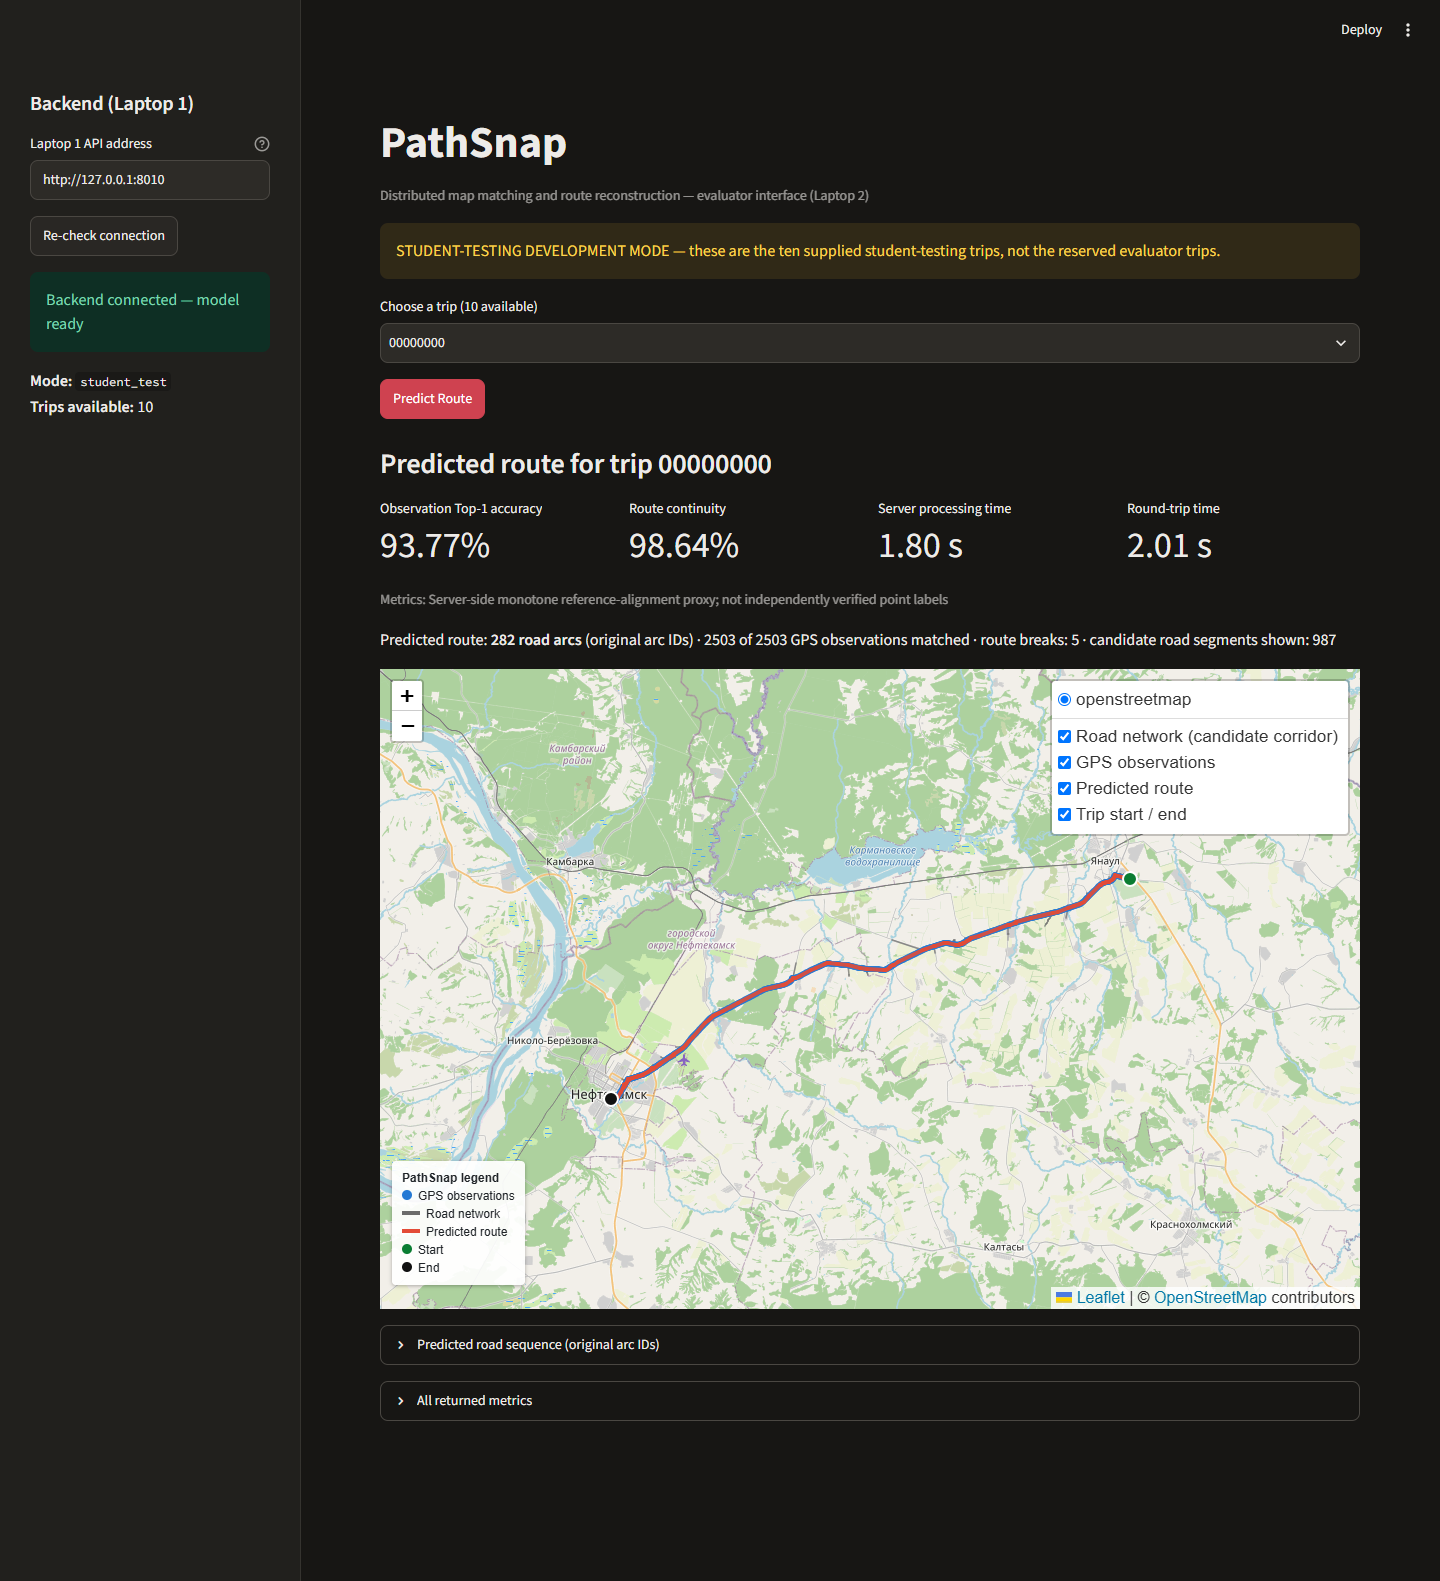 Deploy
Backend (Laptop 1)
Laptop 1 API address
http://127.0.0.1:8010
Re-check connection
Backend connected — model
ready
Mode: student_test
Trips available: 10
PathSnap
Distributed map matching and route reconstruction — evaluator interface (Laptop 2)
STUDENT-TESTING DEVELOPMENT MODE — these are the ten supplied student-testing trips, not the reserved evaluator trips.
Choose a trip (10 available)
00000000
Predict Route
Predicted route for trip 00000000
Observation Top-1 accuracy
93.77%
Route continuity
98.64%
Server processing time
1.80 s
Round-trip time
2.01 s
Metrics: Server-side monotone reference-alignment proxy; not independently verified point labels
Predicted route: 282 road arcs (original arc IDs) · 2503 of 2503 GPS observations matched · route breaks: 5 · candidate road segments shown: 987
+
−
openstreetmap
Road network (candidate corridor)
GPS observations
Predicted route
Trip start / end
Камбарский
район
Камбарка
Кармановское
водохранилище
Янаул
городской
округ Нефтекамск
Николо-Берёзовка
Краснохолмский
Калтасы
PathSnap legend
GPS observations
Road network
Predicted route
Start
End
Leaflet | © OpenStreetMap contributors
Predicted road sequence (original arc IDs)
All returned metrics